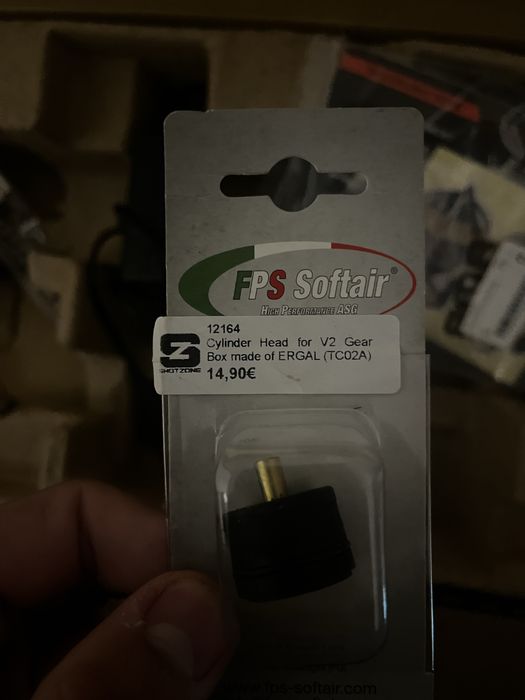 FPS Softair®
HIGH PERFORMANCE ASG
12164
Cylinder Head for V2 Gear
Box made of ERGAL (TC02A)
14,90€
SHOTZONE
www.fps-softair.com